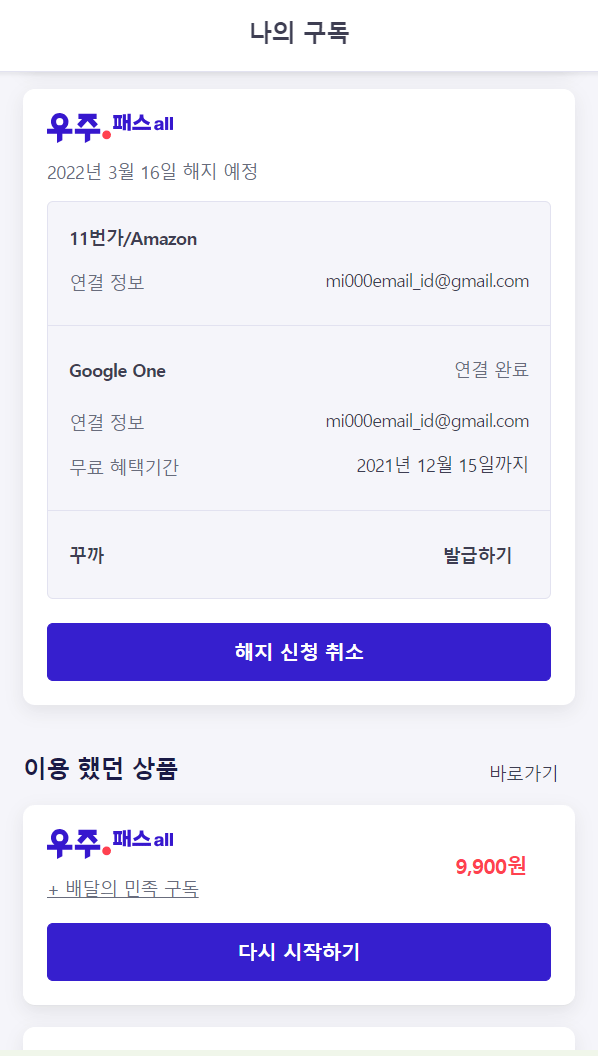 나의 구독
우주.패스 all
2022년 3월 16일 해지 예정
11번가/Amazon
연결 정보 mi000email_id@gmail.com
Google One 연결 완료
연결 정보 mi000email_id@gmail.com
무료 혜택기간 2021년 12월 15일까지
꾸까 발급하기
해지 신청 취소
이용 했던 상품 바로가기
우주.패스 all
9,900원
+ 배달의 민족 구독
다시 시작하기